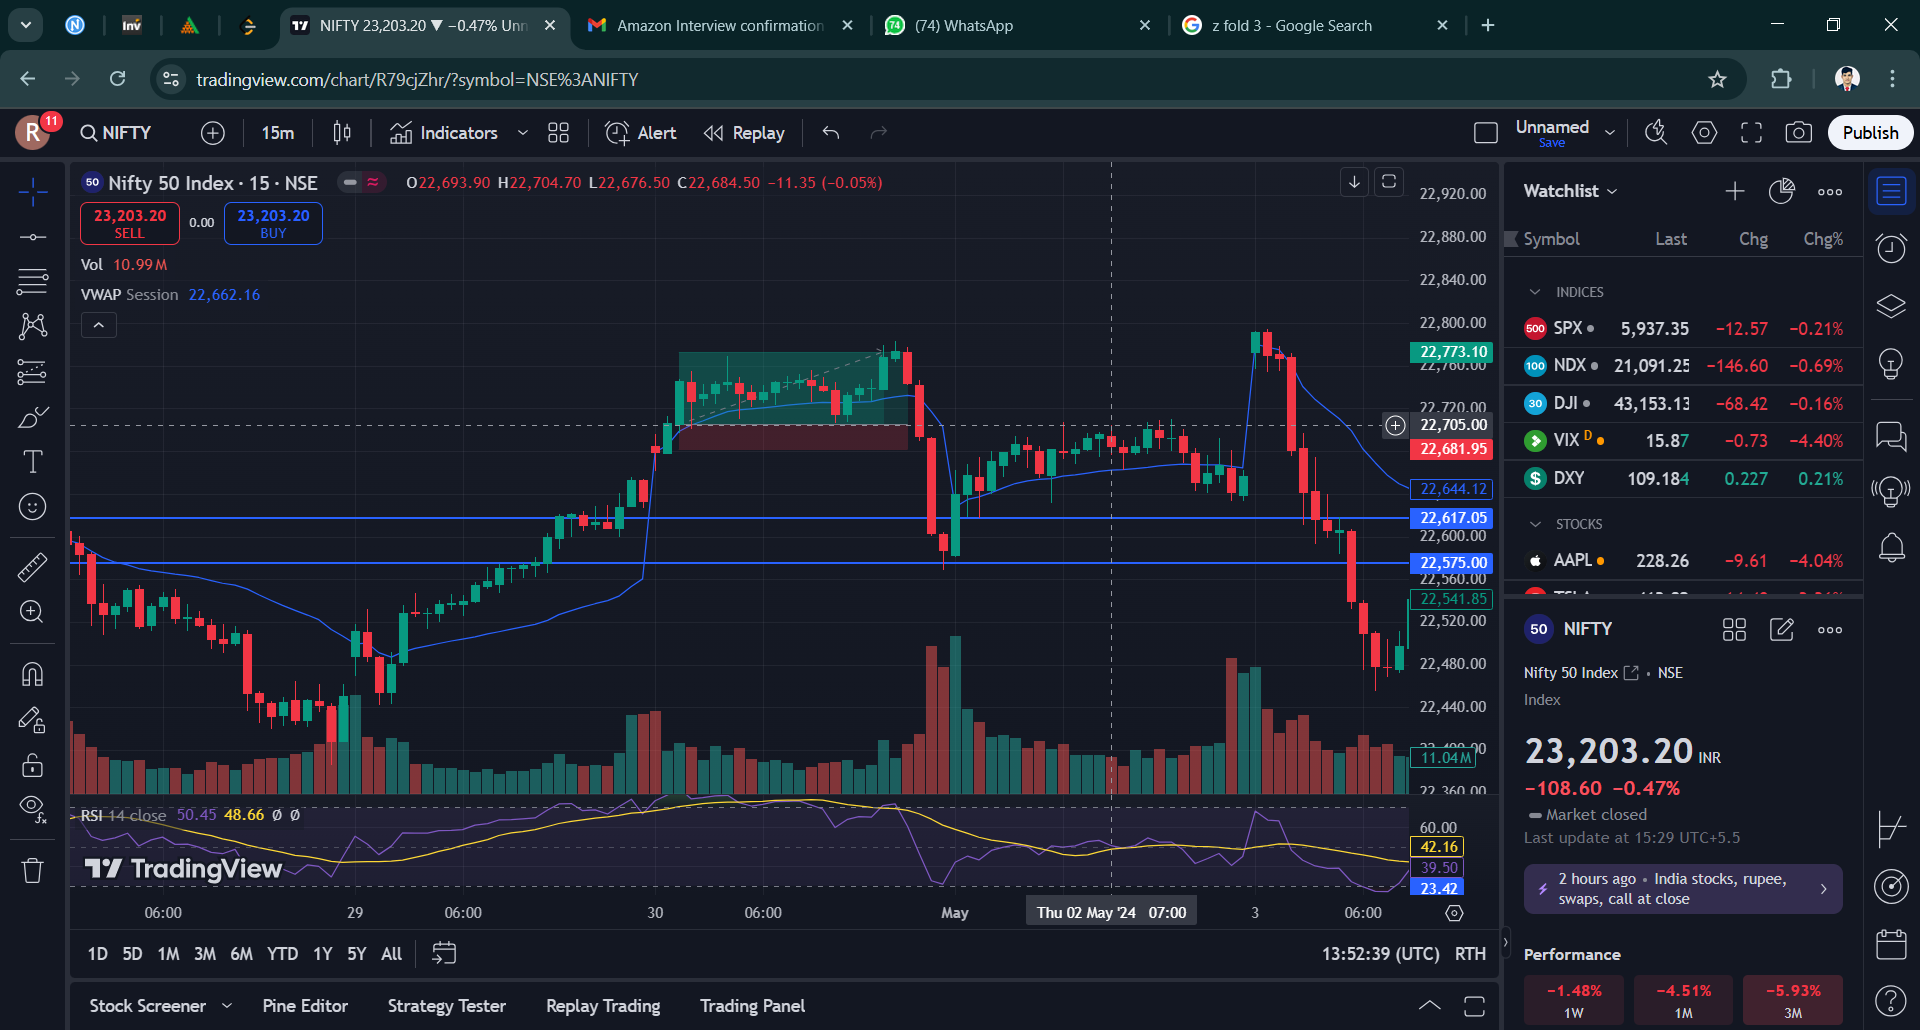 Inv
NIFTY 23,203.20 ▼ −0.47% Unn
Amazon Interview confirmation
74
(74) WhatsApp
z fold 3 - Google Search
tradingview.com/chart/R79cjZhr/?symbol=NSE%3ANIFTY
R
11
NIFTY
15m
Indicators
Alert
Replay
Unnamed
Save
Publish
50
Nifty 50 Index · 15 · NSE
O22,693.90 H22,704.70 L22,676.50 C22,684.50 −11.35 (−0.05%)
23,203.20
SELL
0.00
23,203.20
BUY
Vol 10.99M
VWAP Session 22,662.16
22,920.00
22,880.00
22,840.00
22,800.00
22,773.10
22,760.00
22,720.00
22,705.00
22,681.95
22,644.12
22,617.05
22,600.00
22,575.00
22,560.00
22,541.85
22,520.00
22,480.00
22,440.00
22,400.00
11.04M
22,360.00
RSI 14 close 50.45 48.66 Ø Ø
60.00
42.16
39.50
23.42
TradingView
06:00
29
06:00
30
06:00
May
Thu 02 May '24 07:00
3
06:00
1D 5D 1M 3M 6M YTD 1Y 5Y All
13:52:39 (UTC) RTH
Stock Screener
Pine Editor
Strategy Tester
Replay Trading
Trading Panel
Watchlist
Symbol Last Chg Chg%
INDICES
500 SPX 5,937.35 −12.57 −0.21%
100 NDX 21,091.25 −146.60 −0.69%
30 DJI 43,153.13 −68.42 −0.16%
VIX D 15.87 −0.73 −4.40%
$ DXY 109.184 0.227 0.21%
STOCKS
AAPL 228.26 −9.61 −4.04%
50 NIFTY
Nifty 50 Index · NSE
Index
23,203.20 INR
−108.60 −0.47%
Market closed
Last update at 15:29 UTC+5.5
2 hours ago · India stocks, rupee,
swaps, call at close
Performance
−1.48%
1W
−4.51%
1M
−5.93%
3M